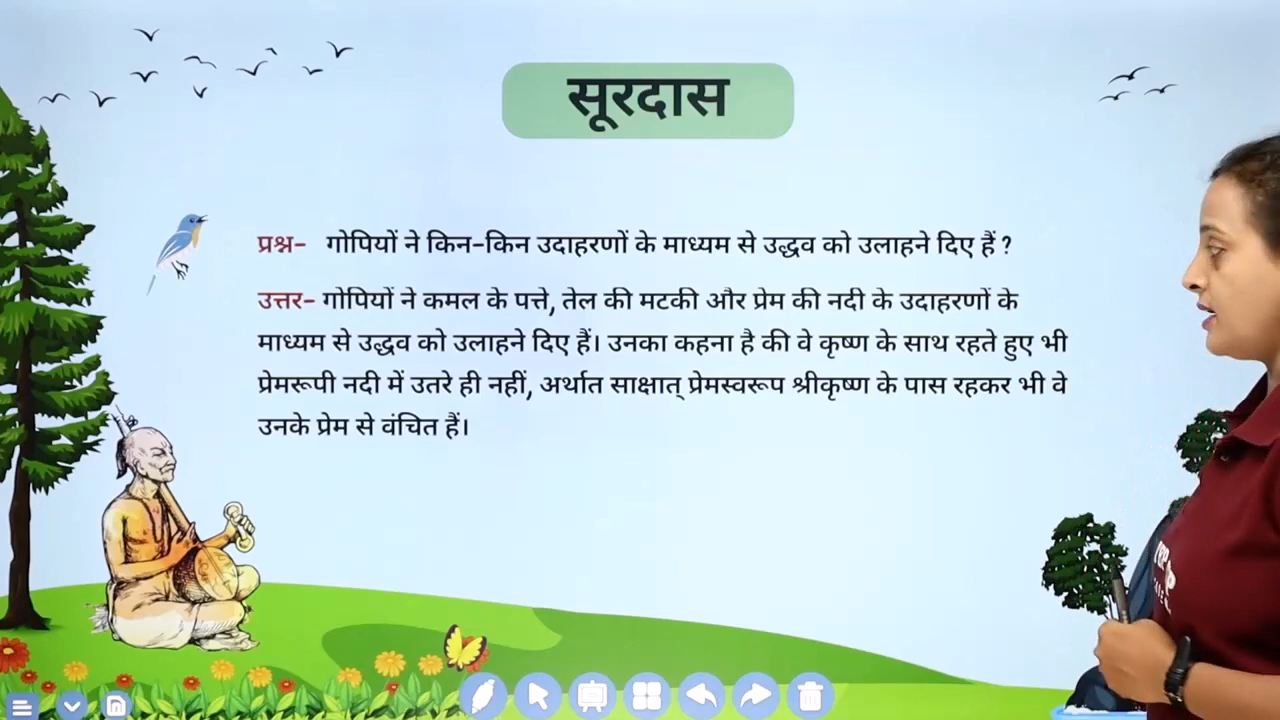 सूरदास
प्रश्न- गोपियों ने किन-किन उदाहरणों के माध्यम से उद्धव को उलाहने दिए हैं ?
उत्तर- गोपियों ने कमल के पत्ते, तेल की मटकी और प्रेम की नदी के उदाहरणों के
माध्यम से उद्धव को उलाहने दिए हैं। उनका कहना है की वे कृष्ण के साथ रहते हुए भी
प्रेमरूपी नदी में उतरे ही नहीं, अर्थात साक्षात् प्रेमस्वरूप श्रीकृष्ण के पास रहकर भी वे
उनके प्रेम से वंचित हैं।